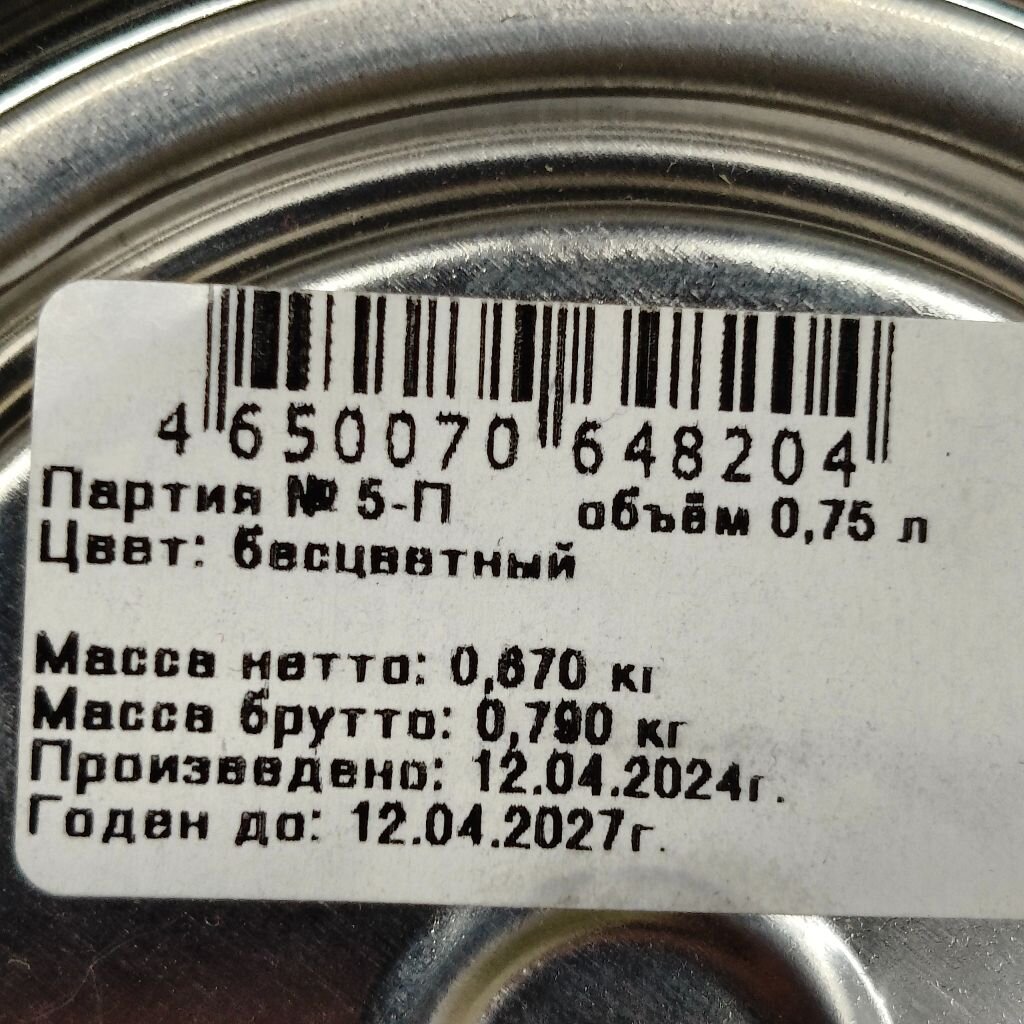 4 650070 648204
Партия № 5-П объём 0,75 л
Цвет: бесцветный
Масса нетто: 0,670 кг
Масса брутто: 0,790 кг
Произведено: 12.04.2024г.
Годен до: 12.04.2027г.